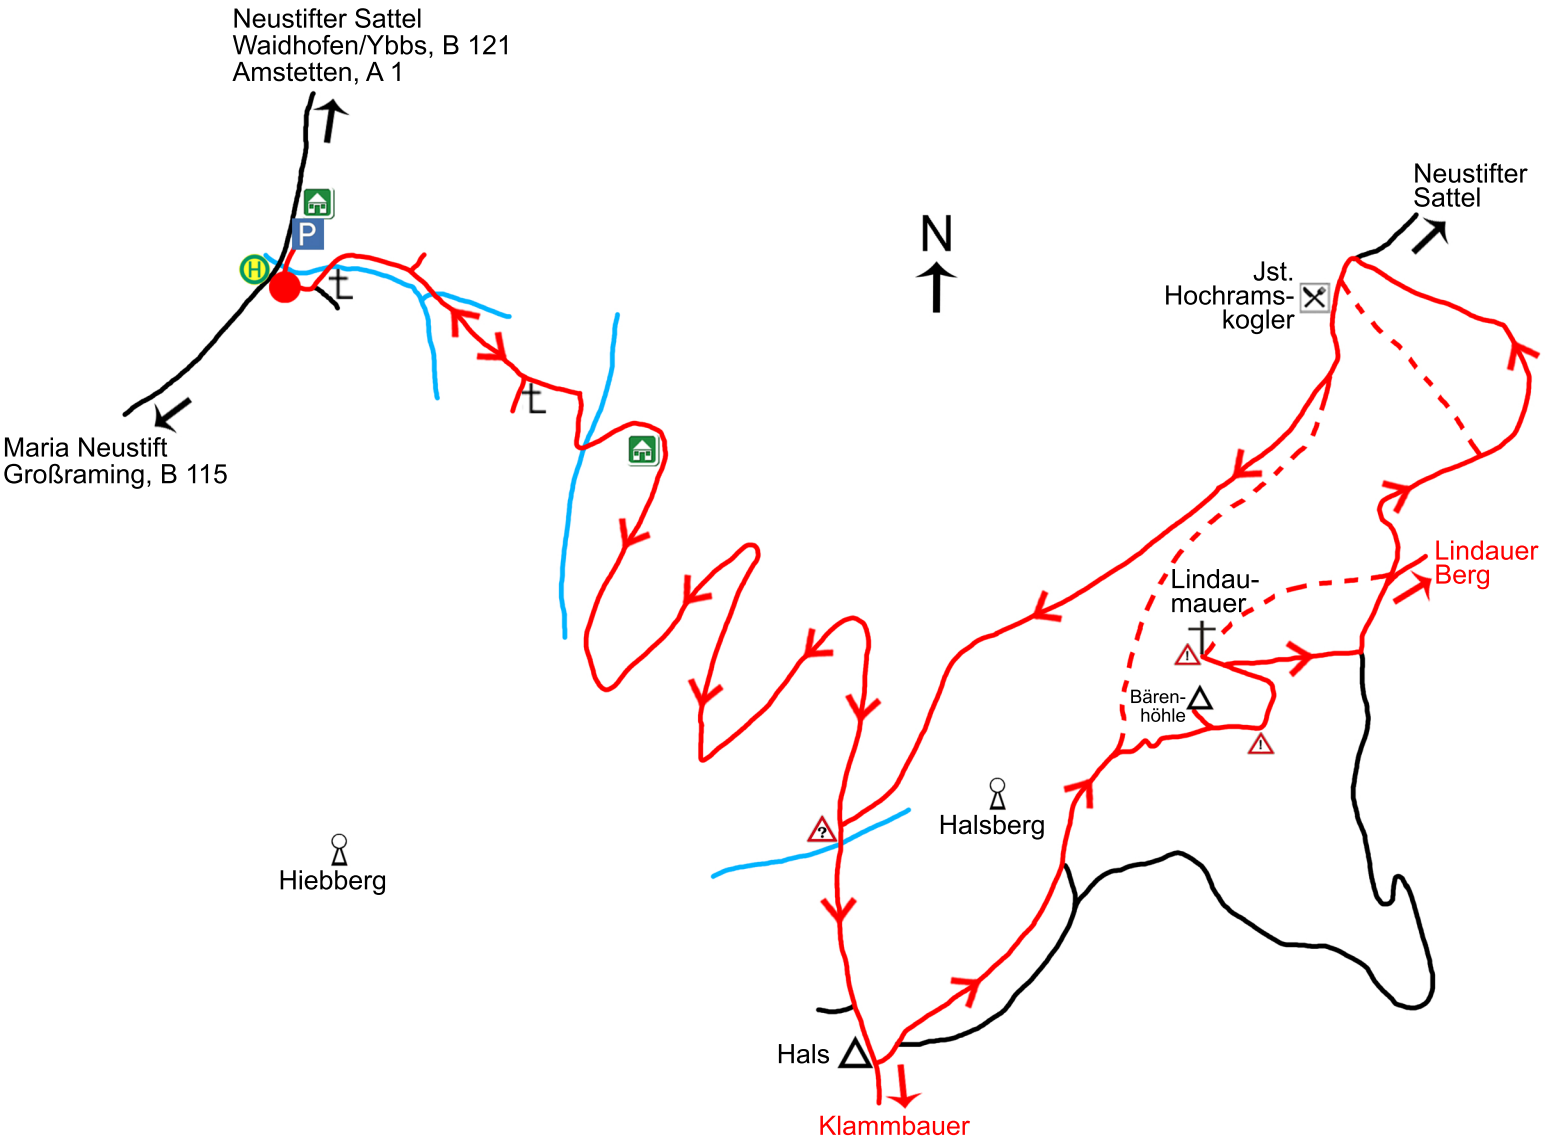 Neustifter Sattel
Waidhofen/Ybbs, B 121
Amstetten, A 1
P
H
Maria Neustift
Großraming, B 115
N
Neustifter
Sattel
Jst.
Hochrams-
kogler
Lindauer
Berg
Lindau-
mauer
!
Bären-
höhle
!
Halsberg
?
Hiebberg
Hals
Klammbauer